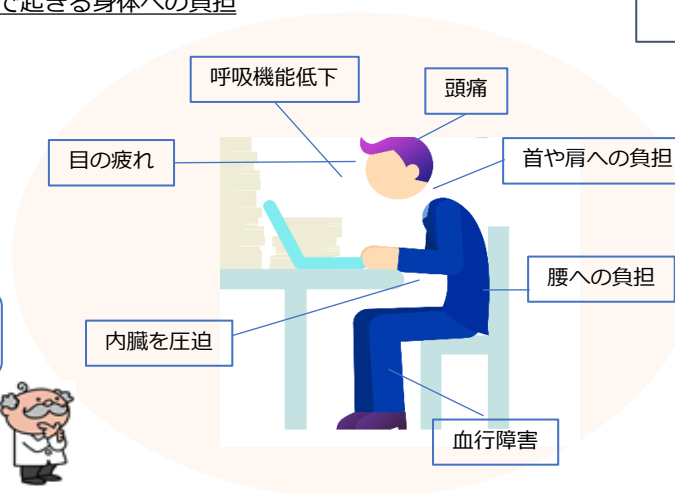 で起きる身体への負担
呼吸機能低下
頭痛
目の疲れ
首や肩への負担
腰への負担
内臓を圧迫
血行障害